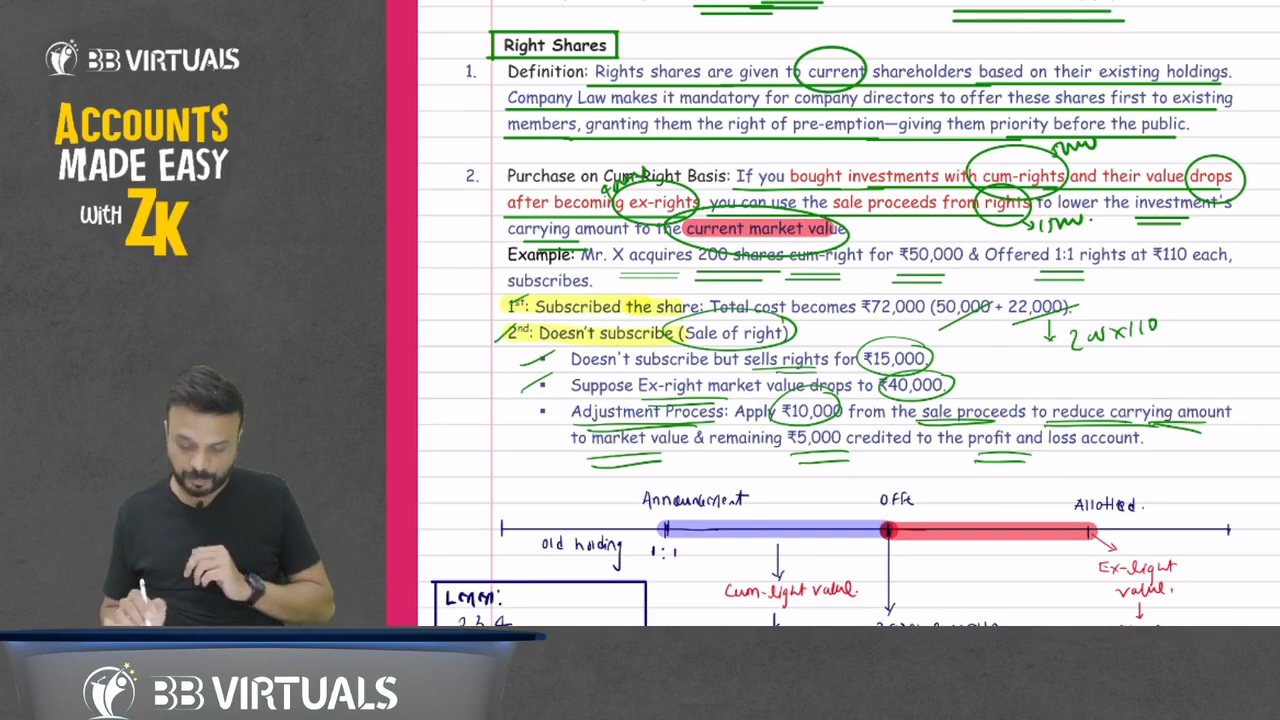 BB VIRTUALS
ACCOUNTS
MADE EASY
WITH ZK
Right Shares
1. Definition: Rights shares are given to current shareholders based on their existing holdings.
Company Law makes it mandatory for company directors to offer these shares first to existing
members, granting them the right of pre-emption—giving them priority before the public.
2. Purchase on Cum-Right Basis: If you bought investments with cum-rights and their value drops
after becoming ex-rights, you can use the sale proceeds from rights to lower the investment's
carrying amount to the current market value
Example: Mr. X acquires 200 shares cum-right for ₹50,000 & Offered 1:1 rights at ₹110 each,
subscribes.
1st: Subscribed the share: Total cost becomes ₹72,000 (50,000 + 22,000).
2nd: Doesn't subscribe (Sale of right)
▪ Doesn't subscribe but sells rights for ₹15,000.
▪ Suppose Ex-right market value drops to ₹40,000.
▪ Adjustment Process: Apply ₹10,000 from the sale proceeds to reduce carrying amount
to market value & remaining ₹5,000 credited to the profit and loss account.
Announcement
Allotted.
Old holding
1:1
Cum-right value.
Ex-right
value.
BB VIRTUALS